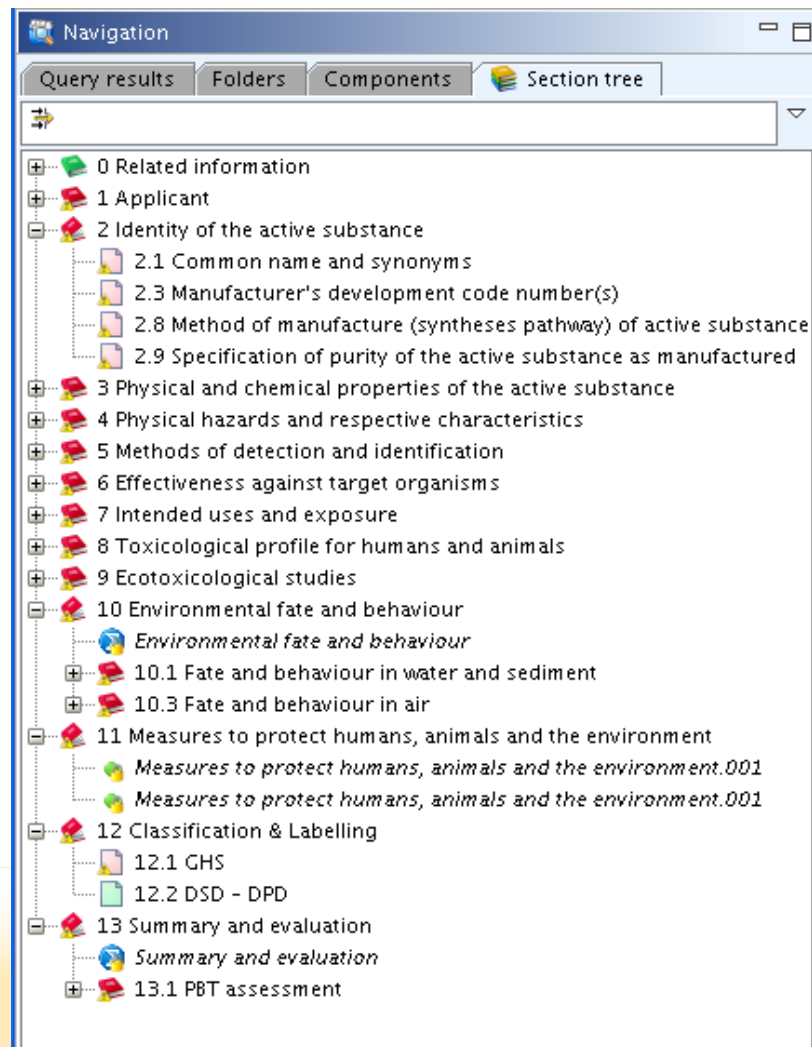 Navigation
Query results Folders Components Section tree
0 Related information
1 Applicant
2 Identity of the active substance
2.1 Common name and synonyms
2.3 Manufacturer's development code number(s)
2.8 Method of manufacture (syntheses pathway) of active substance
2.9 Specification of purity of the active substance as manufactured
3 Physical and chemical properties of the active substance
4 Physical hazards and respective characteristics
5 Methods of detection and identification
6 Effectiveness against target organisms
7 Intended uses and exposure
8 Toxicological profile for humans and animals
9 Ecotoxicological studies
10 Environmental fate and behaviour
Environmental fate and behaviour
10.1 Fate and behaviour in water and sediment
10.3 Fate and behaviour in air
11 Measures to protect humans, animals and the environment
Measures to protect humans, animals and the environment.001
Measures to protect humans, animals and the environment.001
12 Classification & Labelling
12.1 GHS
12.2 DSD - DPD
13 Summary and evaluation
Summary and evaluation
13.1 PBT assessment